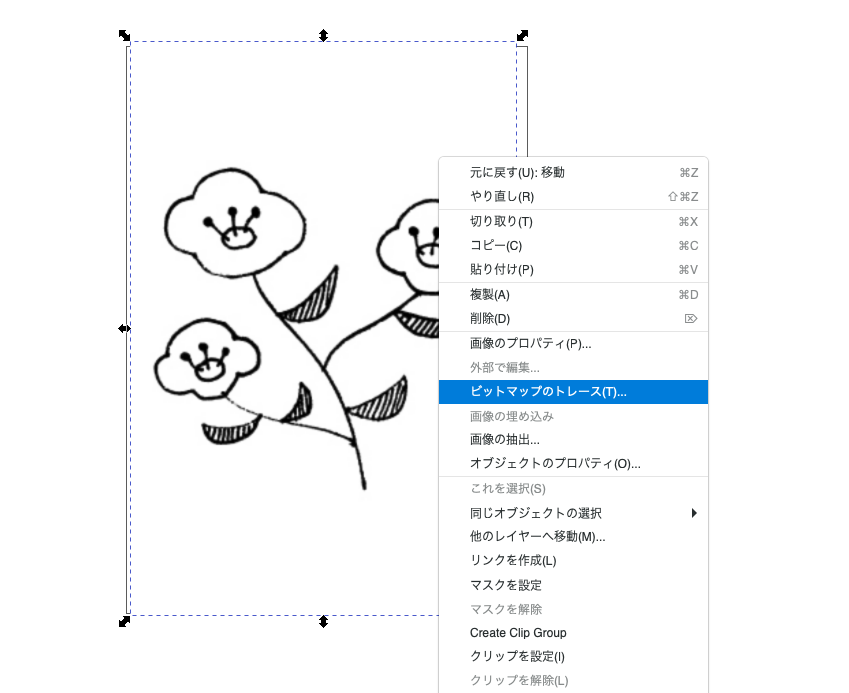 元に戻す(U): 移動 ⌘Z
やり直し(R) ⇧⌘Z
切り取り(T) ⌘X
コピー(C) ⌘C
貼り付け(P) ⌘V
複製(A) ⌘D
削除(D) ⌦
画像のプロパティ(P)...
外部で編集...
ビットマップのトレース(T)...
画像の埋め込み
画像の抽出...
オブジェクトのプロパティ(O)...
これを選択(S)
同じオブジェクトの選択
他のレイヤーへ移動(M)...
リンクを作成(L)
マスクを設定
マスクを解除
Create Clip Group
クリップを設定(I)
クリップを解除(L)